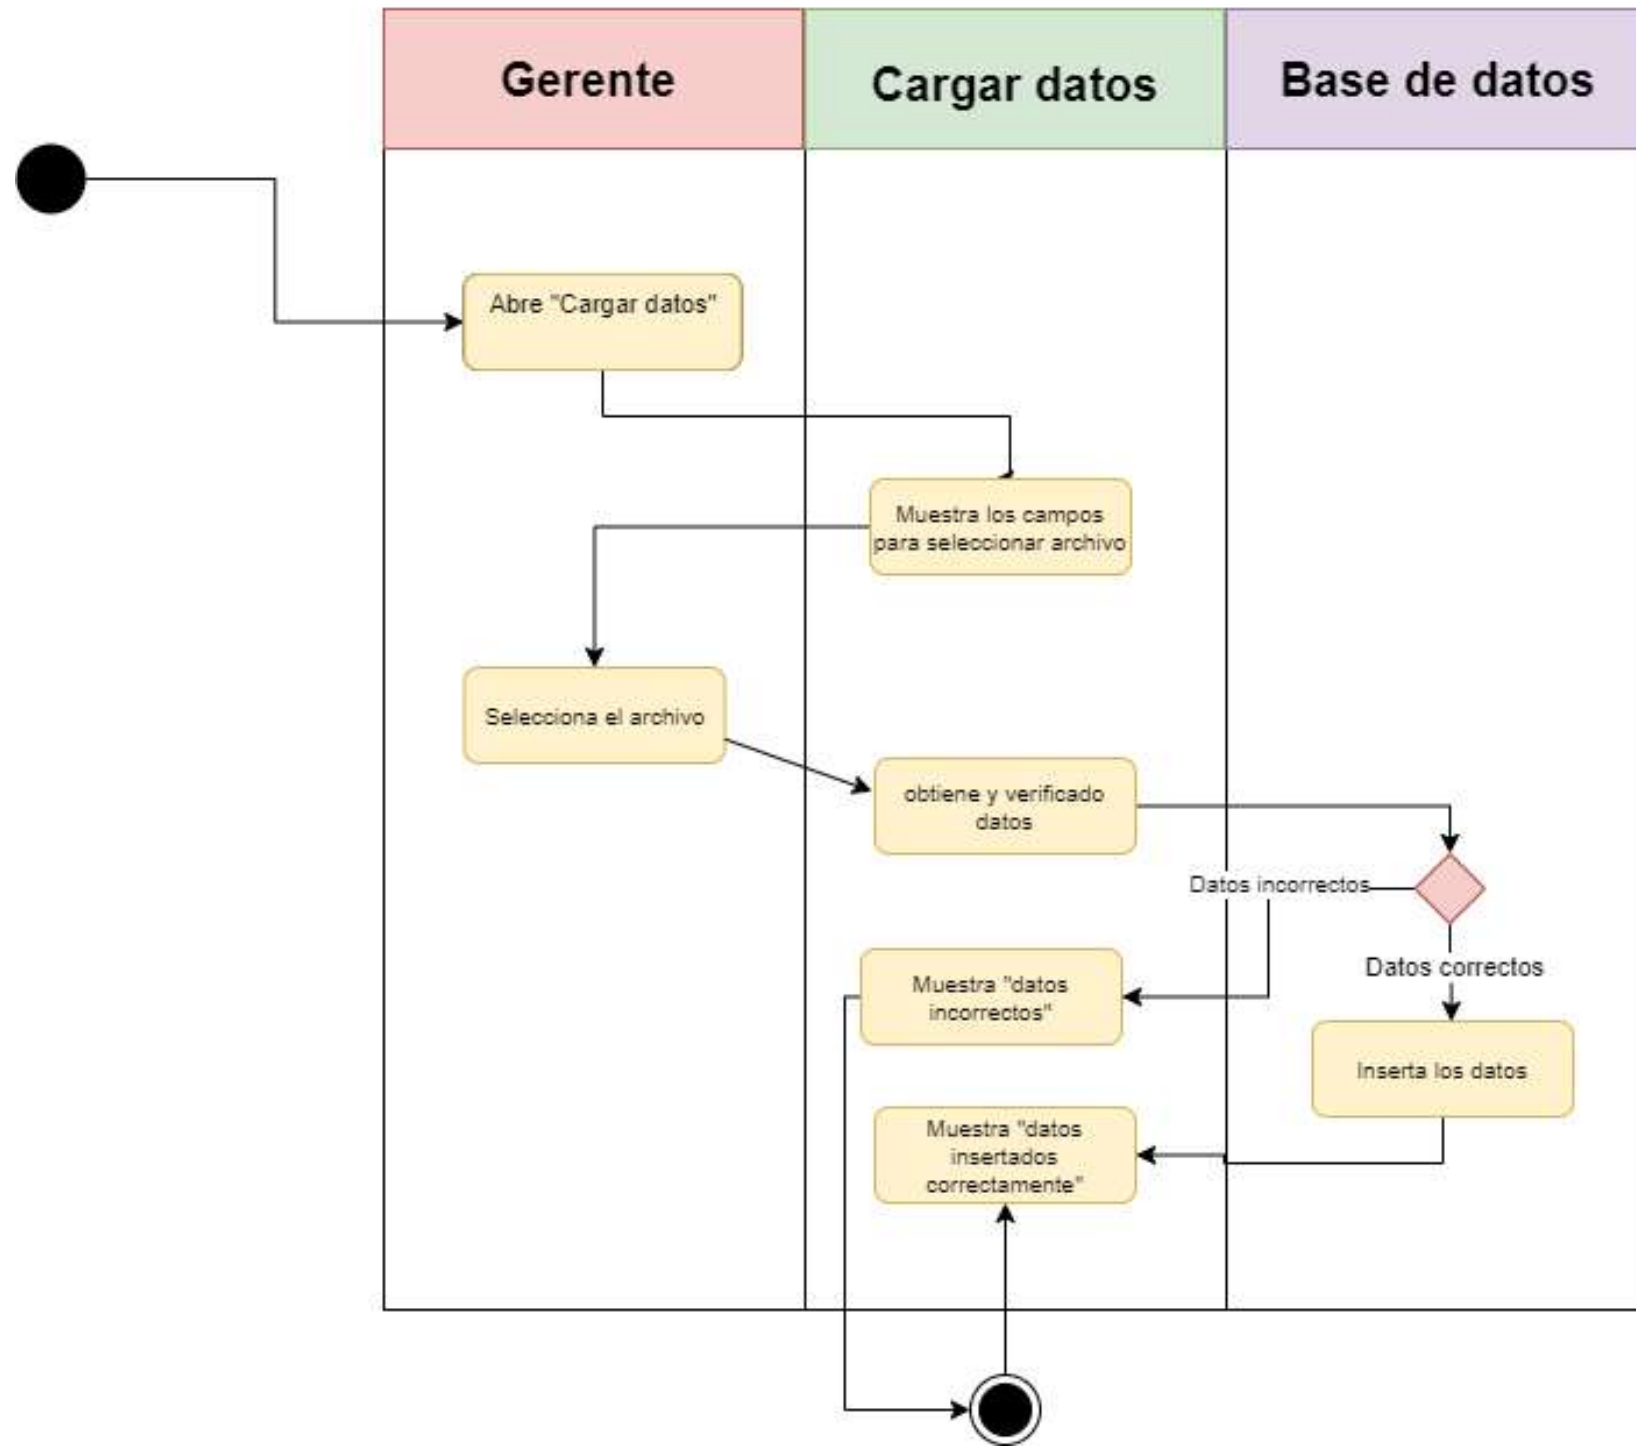 Gerente
Cargar datos
Base de datos
Abre "Cargar datos"
Muestra los campos
para seleccionar archivo
Selecciona el archivo
obtiene y verificado
datos
Datos incorrectos
Datos correctos
Muestra "datos
incorrectos"
Inserta los datos
Muestra "datos
insertados
correctamente"